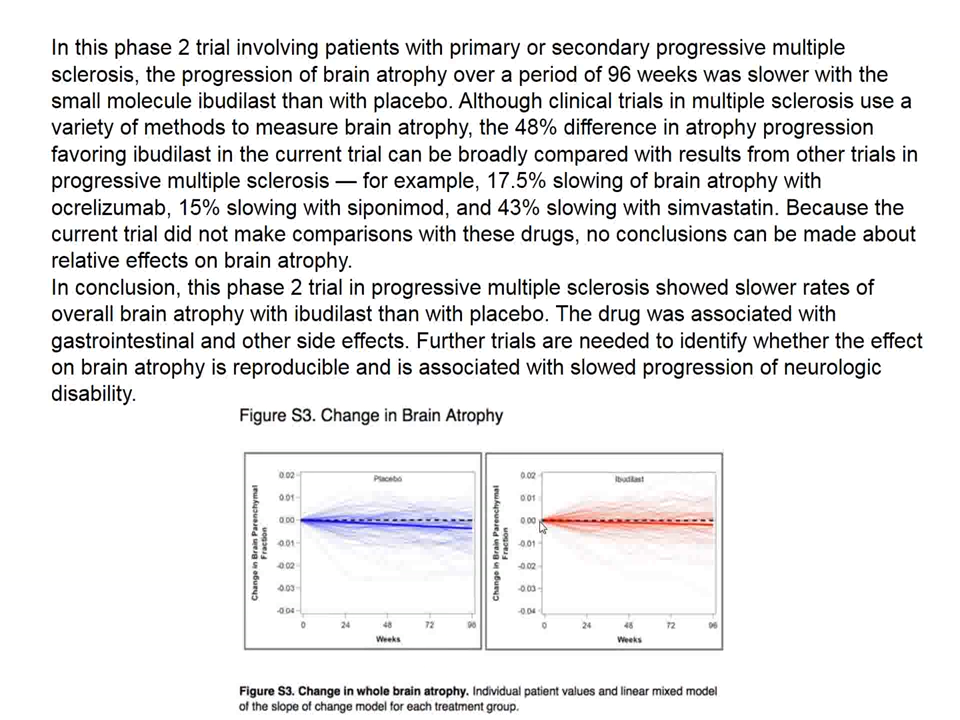 In this phase 2 trial involving patients with primary or secondary progressive multiple
sclerosis, the progression of brain atrophy over a period of 96 weeks was slower with the
small molecule ibudilast than with placebo. Although clinical trials in multiple sclerosis use a
variety of methods to measure brain atrophy, the 48% difference in atrophy progression
favoring ibudilast in the current trial can be broadly compared with results from other trials in
progressive multiple sclerosis — for example, 17.5% slowing of brain atrophy with
ocrelizumab, 15% slowing with siponimod, and 43% slowing with simvastatin. Because the
current trial did not make comparisons with these drugs, no conclusions can be made about
relative effects on brain atrophy.
In conclusion, this phase 2 trial in progressive multiple sclerosis showed slower rates of
overall brain atrophy with ibudilast than with placebo. The drug was associated with
gastrointestinal and other side effects. Further trials are needed to identify whether the effect
on brain atrophy is reproducible and is associated with slowed progression of neurologic
disability.
Figure S3. Change in Brain Atrophy
Change in Brain Parenchymal
Fraction
Placebo
0.02
0.01
0.00
-0.01
-0.02
-0.03
-0.04
0 24 48 72 96
Weeks
Change in Brain Parenchymal
Fraction
Ibudilast
0.02
0.01
0.00
-0.01
-0.02
-0.03
-0.04
0 24 48 72 96
Weeks
Figure S3. Change in whole brain atrophy. Individual patient values and linear mixed model
of the slope of change model for each treatment group.